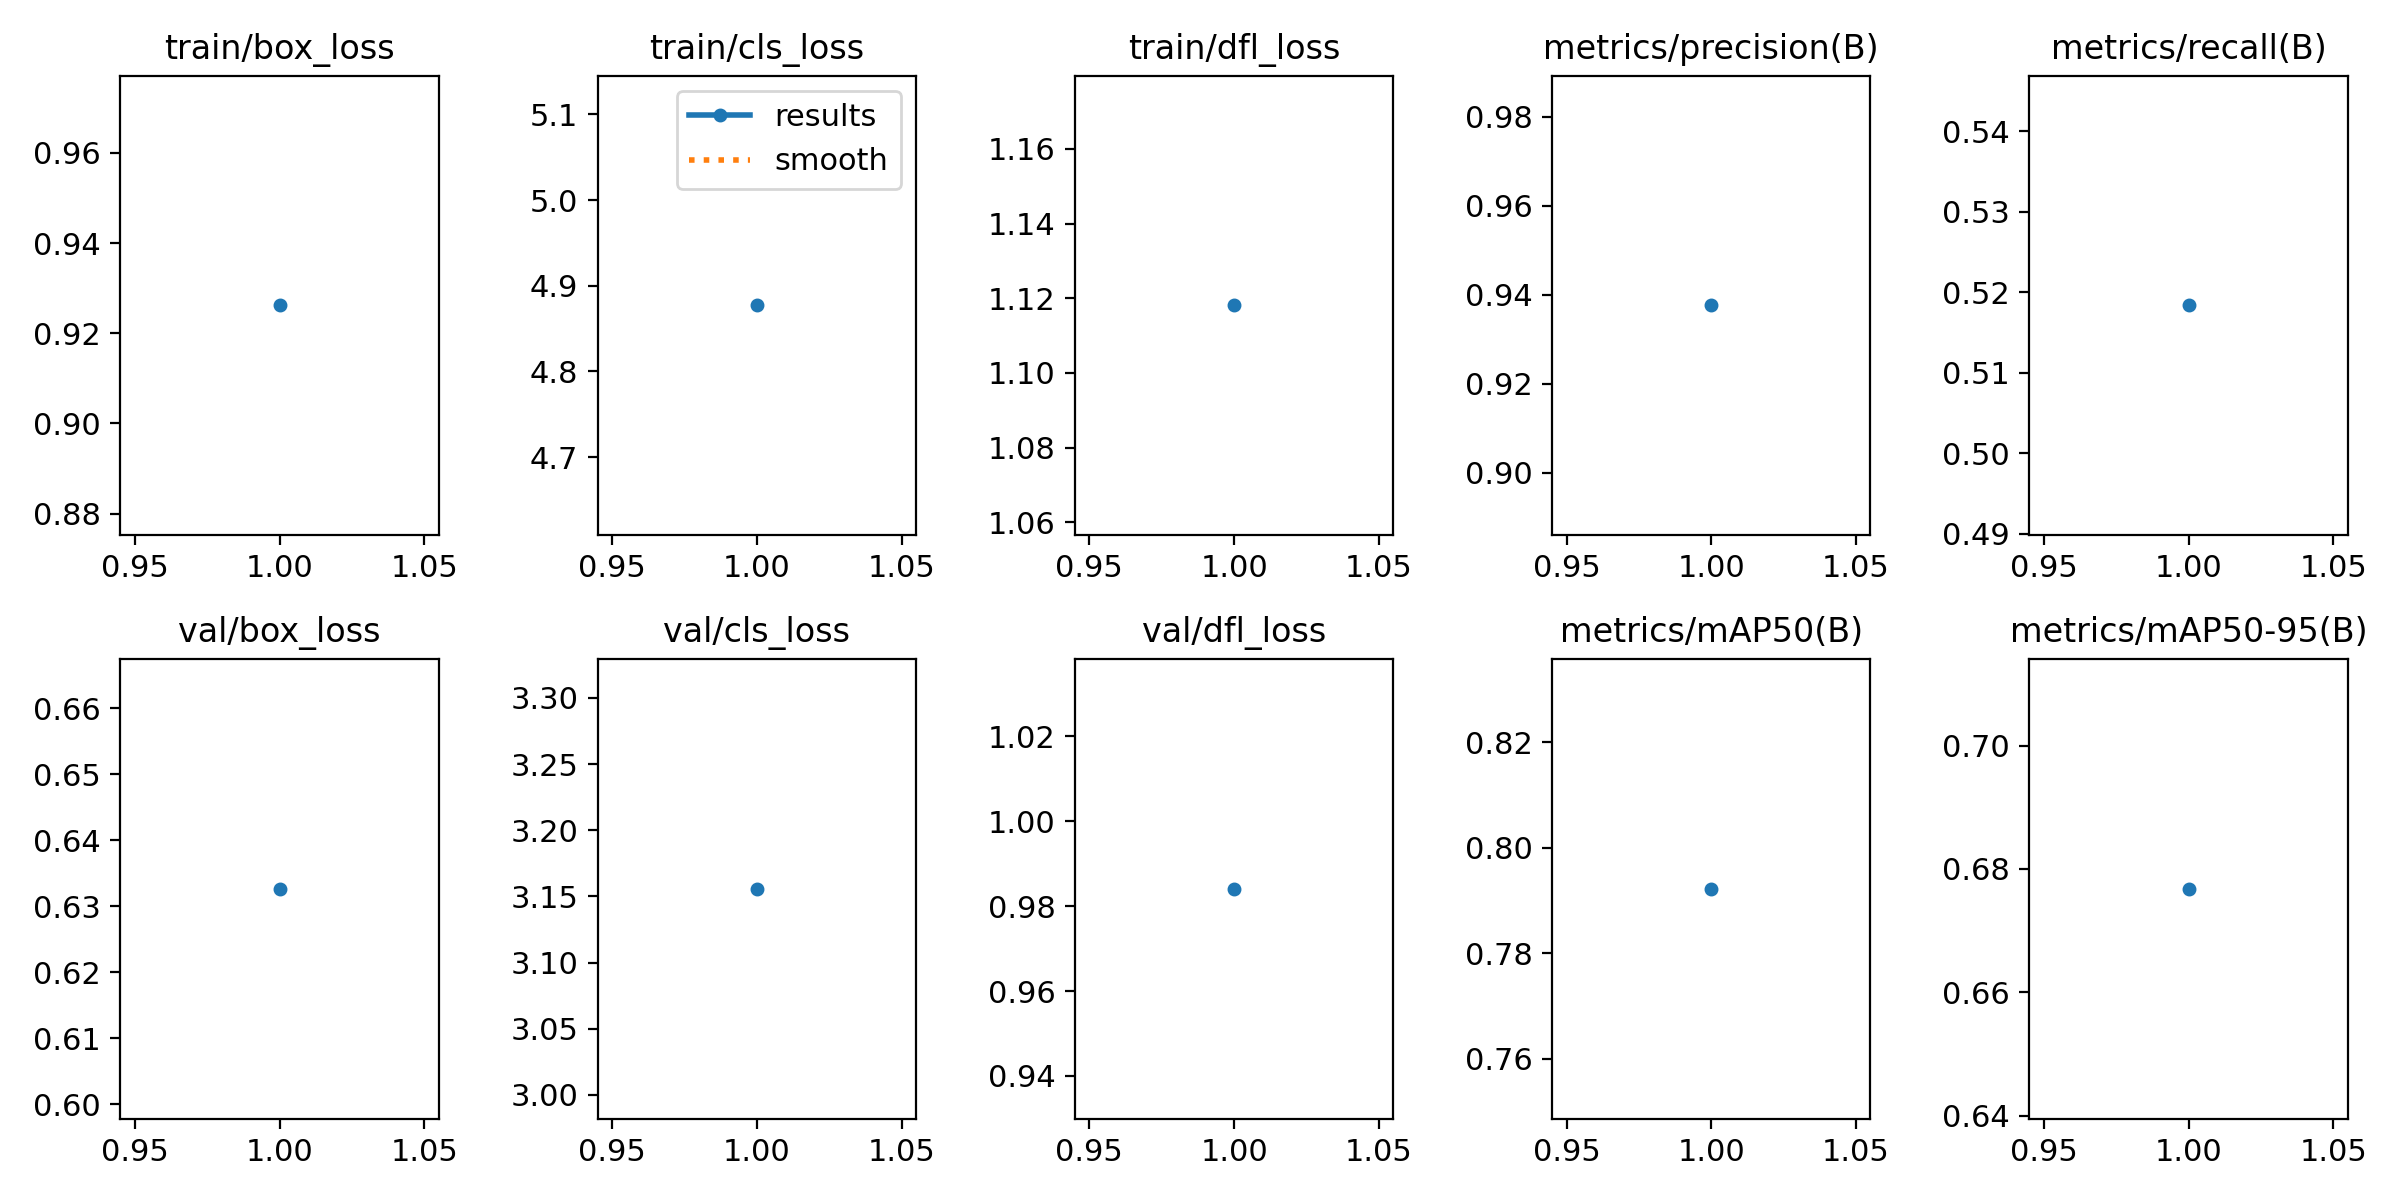 train/box_loss
0.96
0.94
0.92
0.90
0.88
0.95 1.00 1.05
train/cls_loss
results
smooth
5.1
5.0
4.9
4.8
4.7
0.95 1.00 1.05
train/dfl_loss
1.16
1.14
1.12
1.10
1.08
1.06
0.95 1.00 1.05
metrics/precision(B)
0.98
0.96
0.94
0.92
0.90
0.95 1.00 1.05
metrics/recall(B)
0.54
0.53
0.52
0.51
0.50
0.49
0.95 1.00 1.05
val/box_loss
0.66
0.65
0.64
0.63
0.62
0.61
0.60
0.95 1.00 1.05
val/cls_loss
3.30
3.25
3.20
3.15
3.10
3.05
3.00
0.95 1.00 1.05
val/dfl_loss
1.02
1.00
0.98
0.96
0.94
0.95 1.00 1.05
metrics/mAP50(B)
0.82
0.80
0.78
0.76
0.95 1.00 1.05
metrics/mAP50-95(B)
0.70
0.68
0.66
0.64
0.95 1.00 1.05